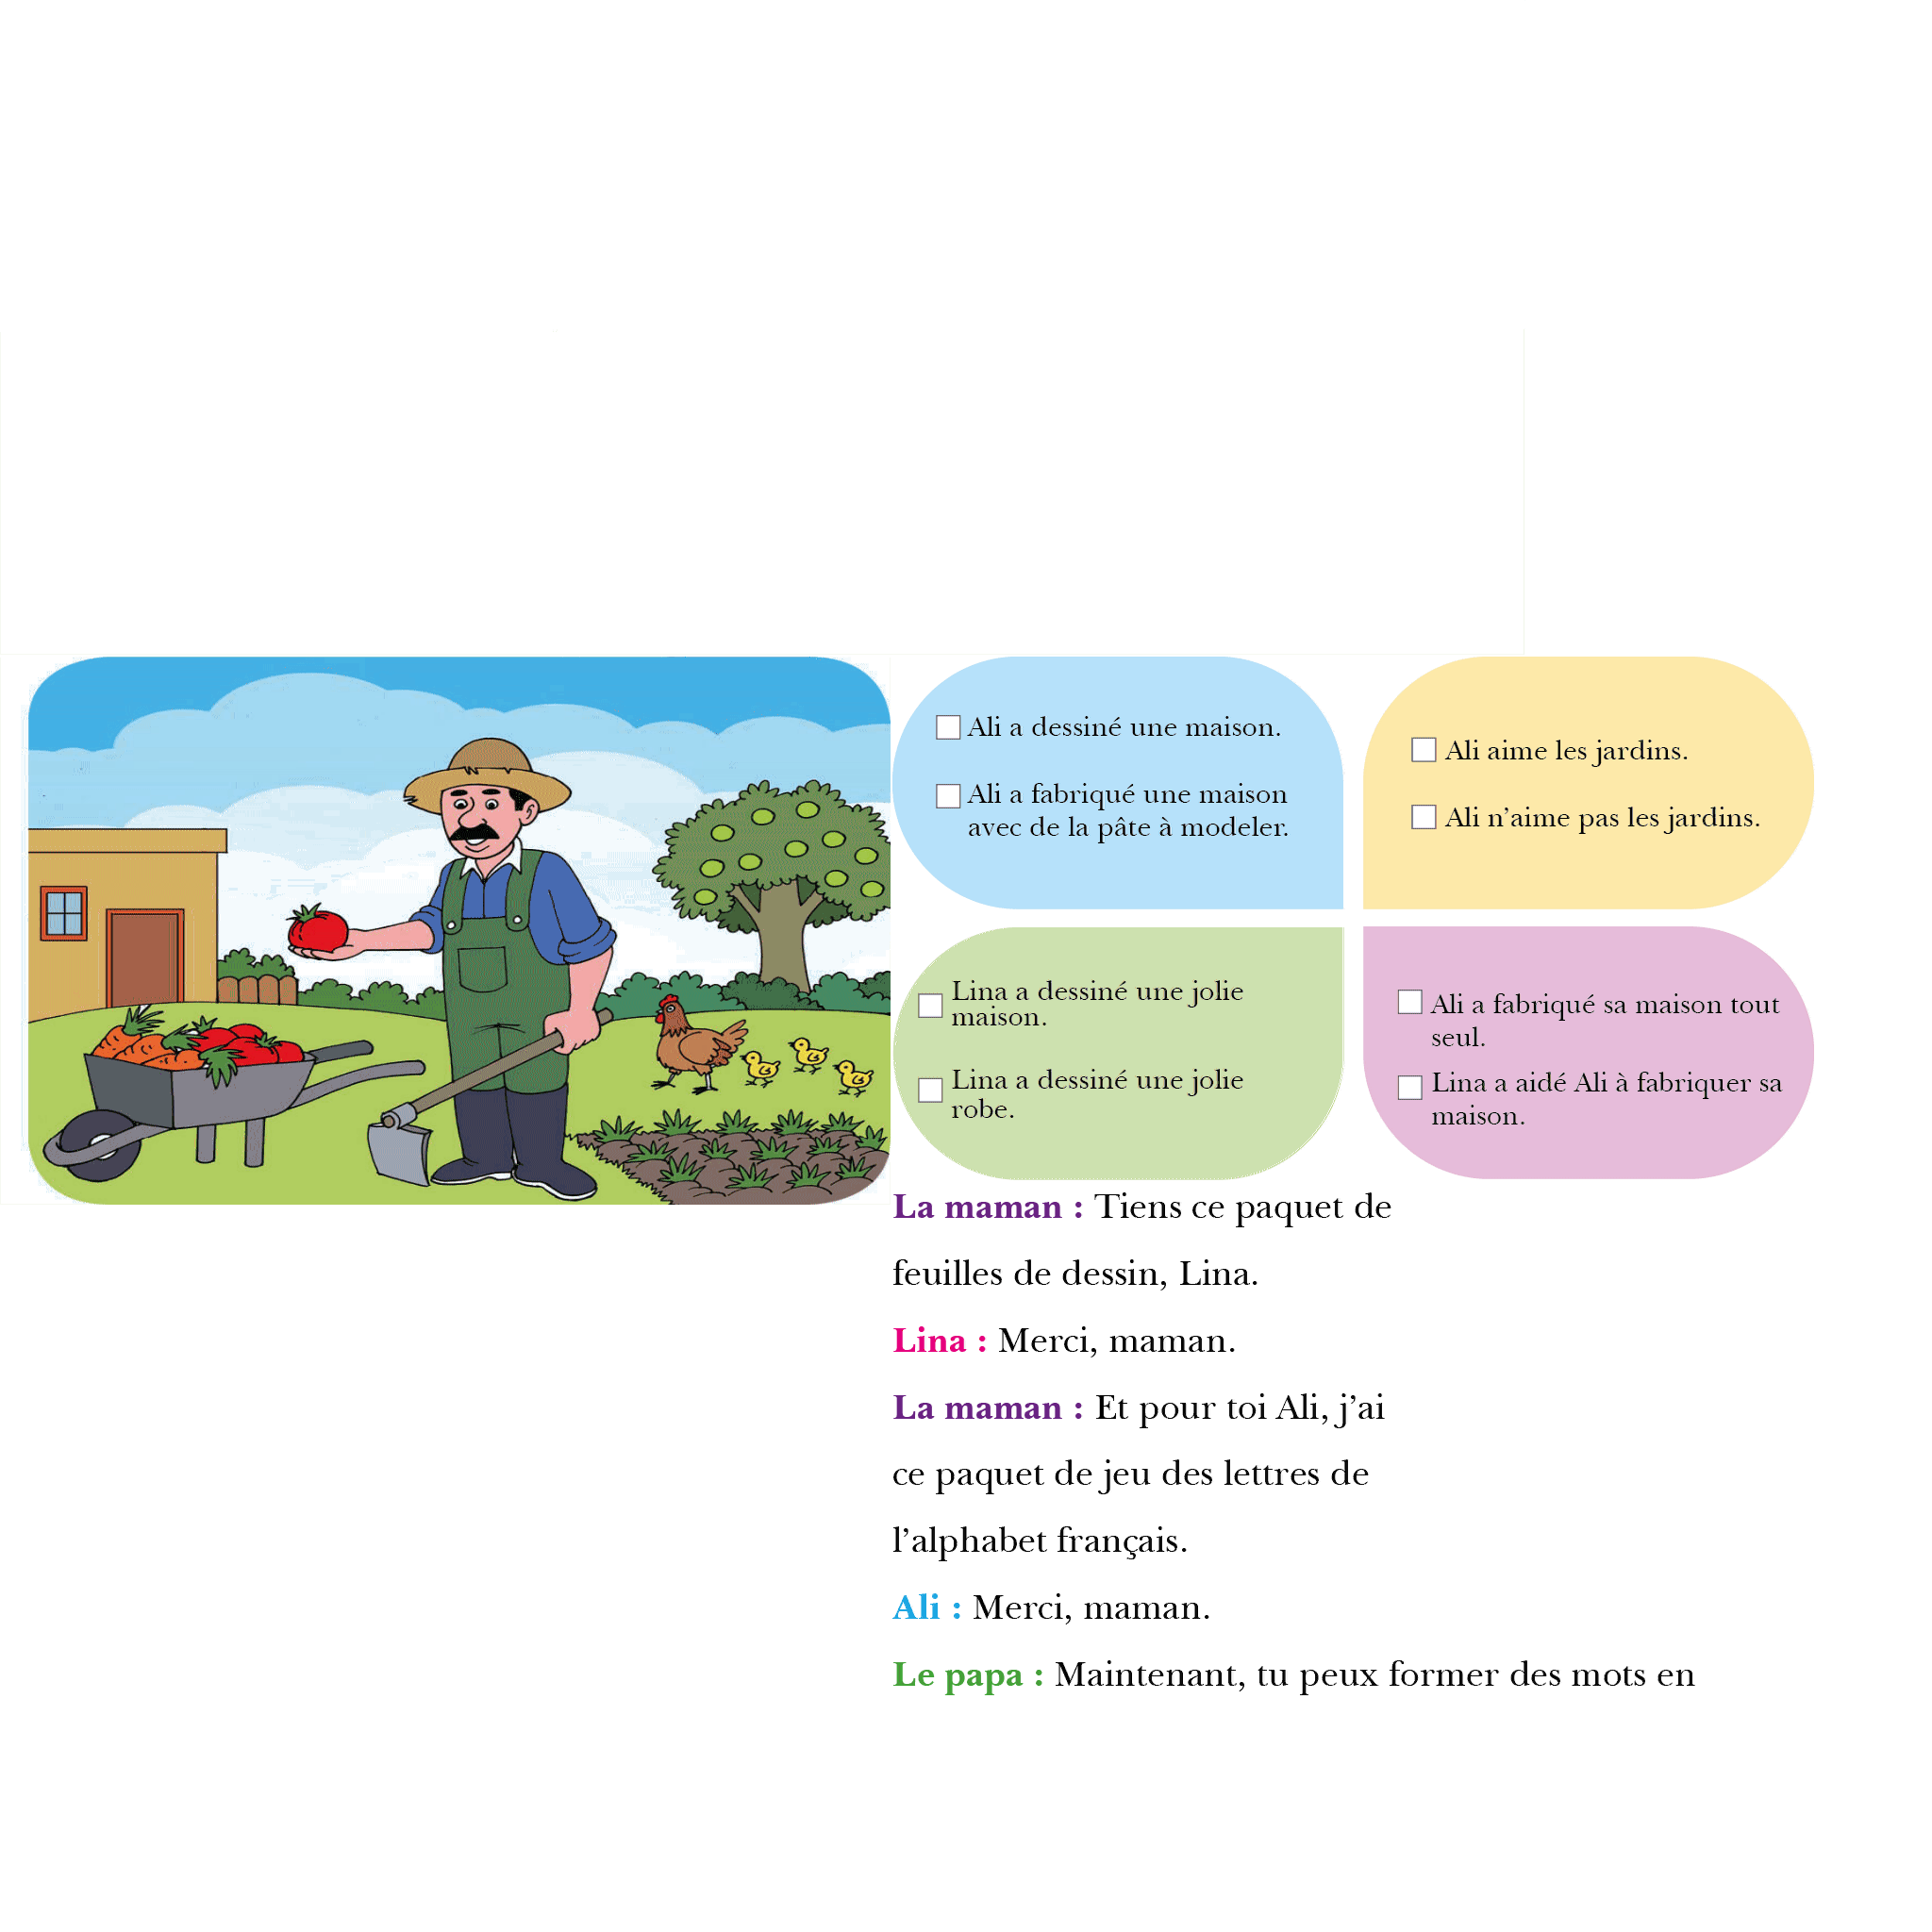 Ali a dessiné une maison.
Ali a fabriqué une maison
avec de la pâte à modeler.
Ali aime les jardins.
Ali n’aime pas les jardins.
Lina a dessiné une jolie
maison.
Lina a dessiné une jolie
robe.
Ali a fabriqué sa maison tout
seul.
Lina a aidé Ali à fabriquer sa
maison.
La maman : Tiens ce paquet de
feuilles de dessin, Lina.
Lina : Merci, maman.
La maman : Et pour toi Ali, j’ai
ce paquet de jeu des lettres de
l’alphabet français.
Ali : Merci, maman.
Le papa : Maintenant, tu peux former des mots en